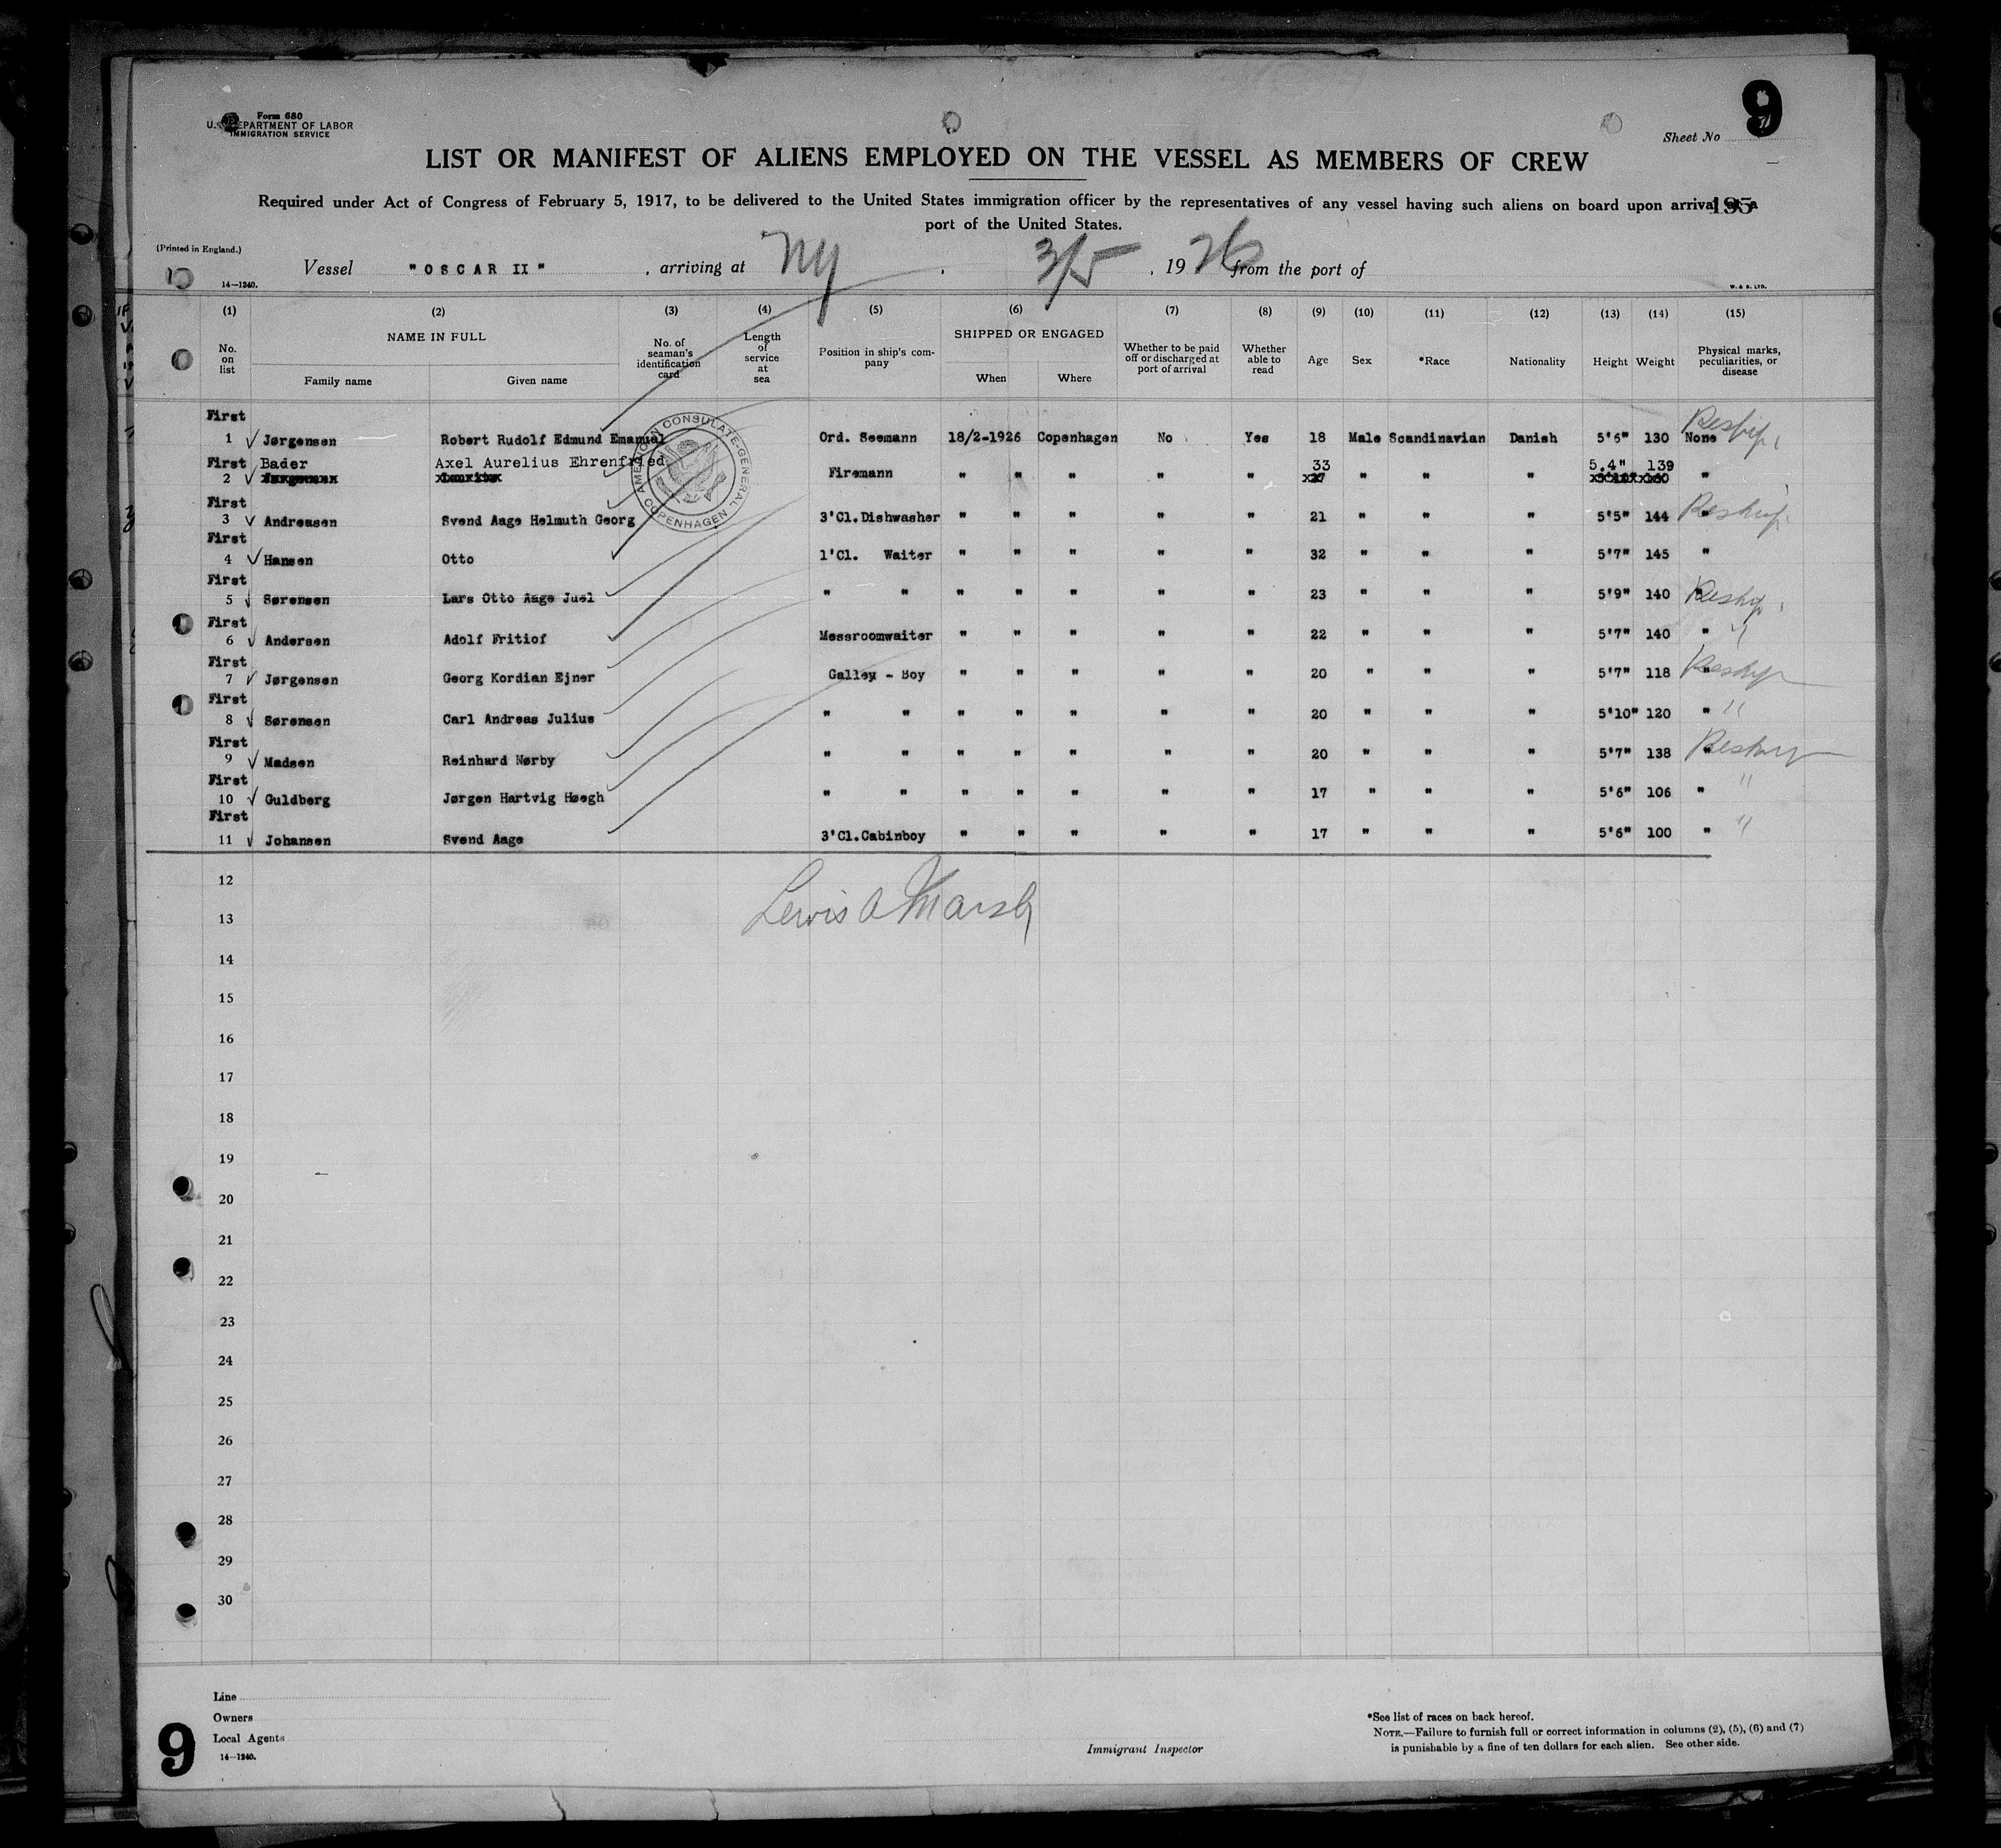 Form 680
U. S. DEPARTMENT OF LABOR
IMMIGRATION SERVICE
Sheet No 9
LIST OR MANIFEST OF ALIENS EMPLOYED ON THE VESSEL AS MEMBERS OF CREW
Required under Act of Congress of February 5, 1917, to be delivered to the United States immigration officer by the representatives of any vessel having such aliens on board upon arrival at a
port of the United States.
195
(Printed in England.)
Vessel "OSCAR II", arriving at NY, 3/5, 1926 from the port of
14—1240.
W. & S. LTD.
(1) (2) (3) (4) (5) (6) (7) (8) (9) (10) (11) (12) (13) (14) (15)
No. on list NAME IN FULL Family name Given name No. of seaman's identification card Length of service at sea Position in ship's company SHIPPED OR ENGAGED When Where Whether to be paid off or discharged at port of arrival Whether able to read Age Sex *Race Nationality Height Weight Physical marks, peculiarities, or disease
First
1 Jørgensen Robert Rudolf Edmund Emanuel Ord. Seemann 18/2-1926 Copenhagen No Yes 18 Male Scandinavian Danish 5'6" 130 None Reship
First Bader Axel Aurelius Ehrenfried 33 5.4" 139
2 Firemann " " " " " " " " "
First
3 Andreasen Svend Aage Helmuth Georg 3'Cl.Dishwasher " " " " " 21 " " " 5'5" 144 " Reship
First
4 Hansen Otto 1'Cl. Waiter " " " " " 32 " " " 5'7" 145 "
First
5 Sørensen Lars Otto Aage Juel " " " " " " " 23 " " " 5'9" 140 " Reship
First
6 Andersen Adolf Fritiof Messroomwaiter " " " " " 22 " " " 5'7" 140 " "
First
7 Jørgensen Georg Kordian Ejner Galley - Boy " " " " " 20 " " " 5'7" 118 " Reship
First
8 Sørensen Carl Andreas Julius " " " " " " " 20 " " " 5'10" 120 " "
First
9 Madsen Reinhard Nørby " " " " " " " 20 " " " 5'7" 138 " Reship
First
10 Guldberg Jørgen Hartvig Høegh " " " " " " " 17 " " " 5'6" 106 " "
First
11 Johansen Svend Aage 3'Cl.Cabinboy " " " " " 17 " " " 5'6" 100 " "
AMERICAN CONSULATE-GENERAL COPENHAGEN
12
Lewis A Marsh
13
14
15
16
17
18
19
20
21
22
23
24
25
26
27
28
29
30
Line
Owners
Local Agents
14—1240.
9
Immigrant Inspector
*See list of races on back hereof.
NOTE.—Failure to furnish full or correct information in columns (2), (5), (6) and (7)
is punishable by a fine of ten dollars for each alien. See other side.